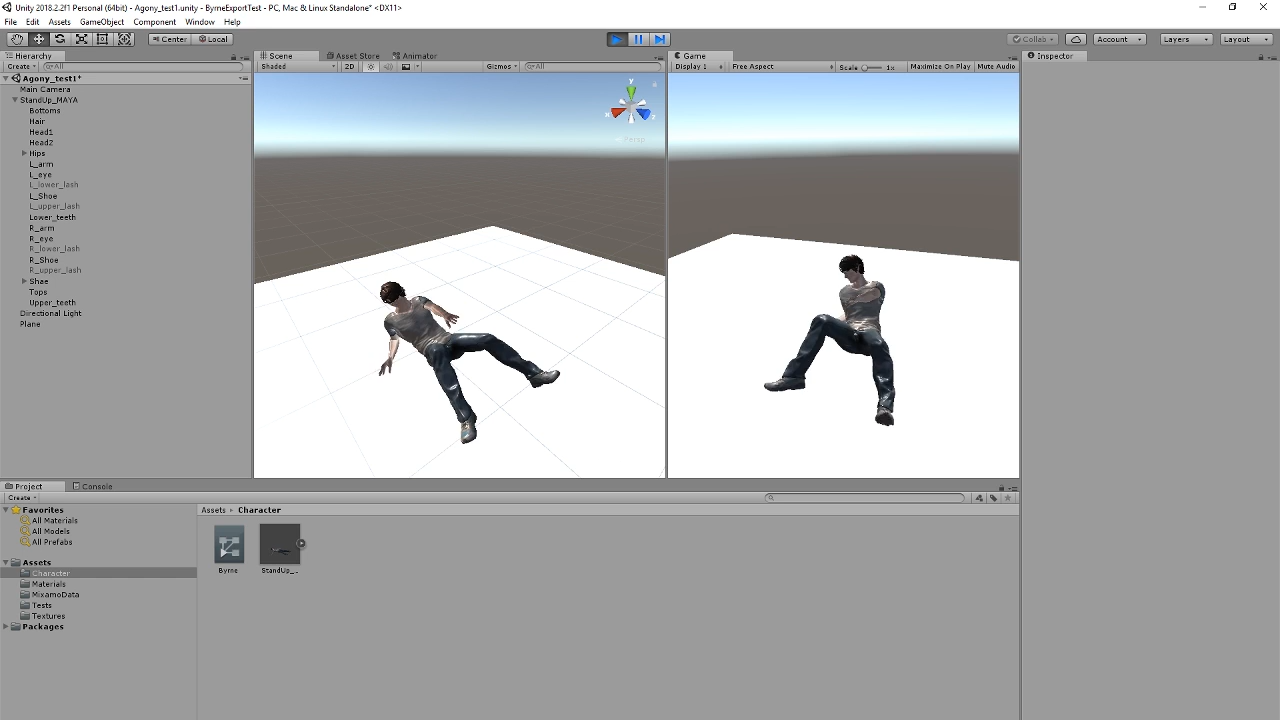 Unity 2018.2.2f1 Personal (64bit) - Agony_test1.unity - ByrneExportTest - PC, Mac & Linux Standalone* <DX11>
File Edit Assets GameObject Component Window Help
Center Local Collab Account Layers Layout
Hierarchy
Create All
Agony_test1*
Main Camera
StandUp_MAYA
Bottoms
Hair
Head1
Head2
Hips
L_arm
L_eye
L_lower_lash
L_Shoe
L_upper_lash
Lower_teeth
R_arm
R_eye
R_lower_lash
R_Shoe
R_upper_lash
Shae
Tops
Upper_teeth
Directional Light
Plane
Scene Asset Store Animator
Shaded 2D Gizmos All
y
x z
Persp
Game
Display 1 Free Aspect Scale 1x Maximize On Play Mute Audio
Inspector
Project Console
Create
Favorites
All Materials
All Models
All Prefabs
Assets
Character
Materials
MixamoData
Tests
Textures
Packages
Assets Character
Byrne StandUp_...